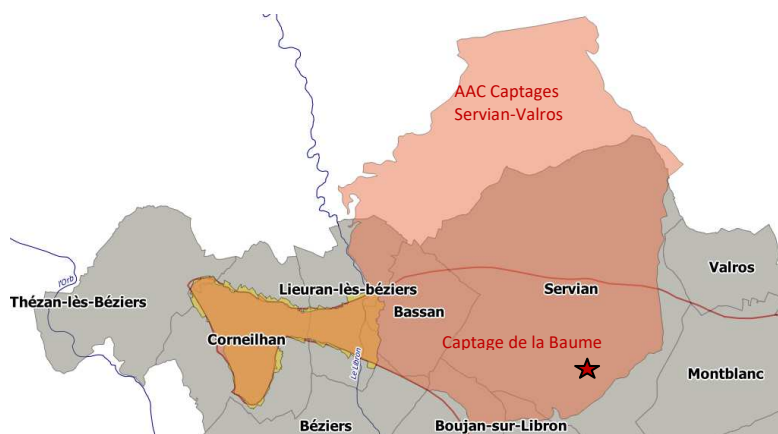 AAC Captages
Servian-Valros
Valros
l'Orb
Thézan-lès-Béziers
Lieuran-lès-béziers
Servian
Bassan
Corneilhan
Captage de la Baume
Le Libron
Montblanc
Béziers
Boujan-sur-Libron